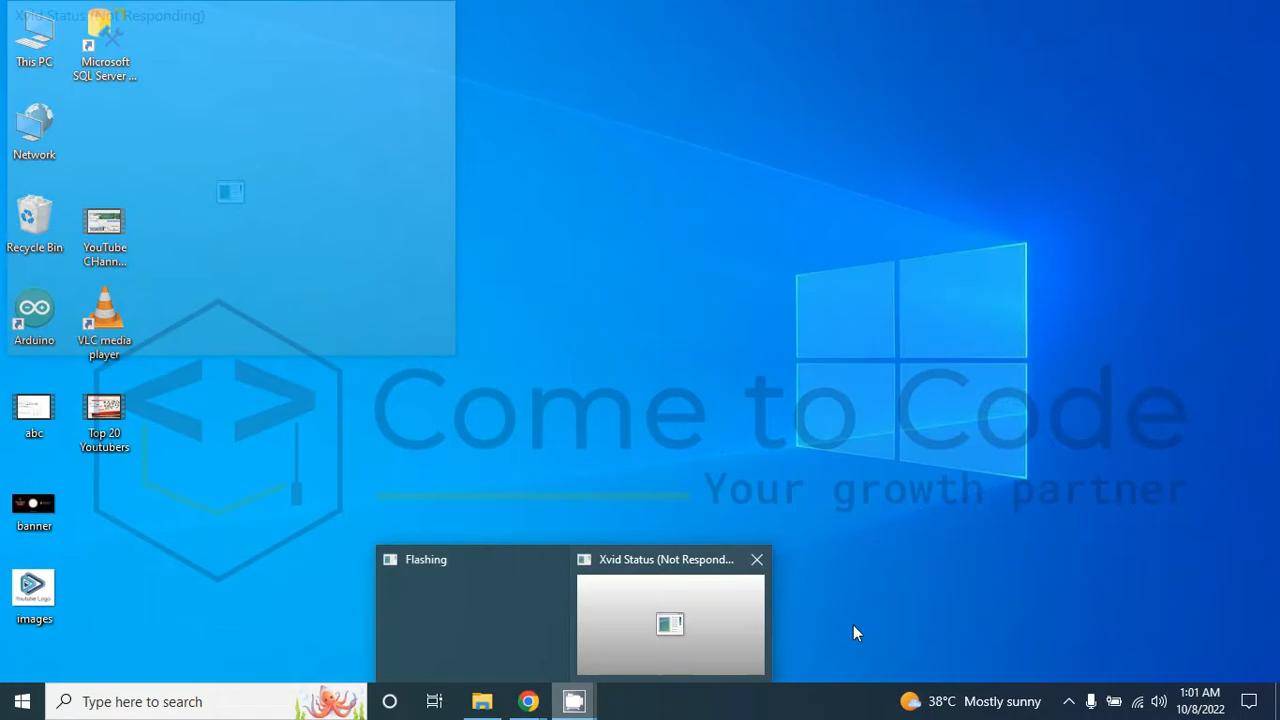 Xvid Status (Not Responding)
This PC
Microsoft
SQL Server ...
Network
Recycle Bin
YouTube
CHann...
Arduino
VLC media
player
abc
Top 20
Youtubers
banner
images
Come to Code
Your growth partner
Flashing
Xvid Status (Not Respond...
Type here to search
38°C Mostly sunny
1:01 AM
10/8/2022